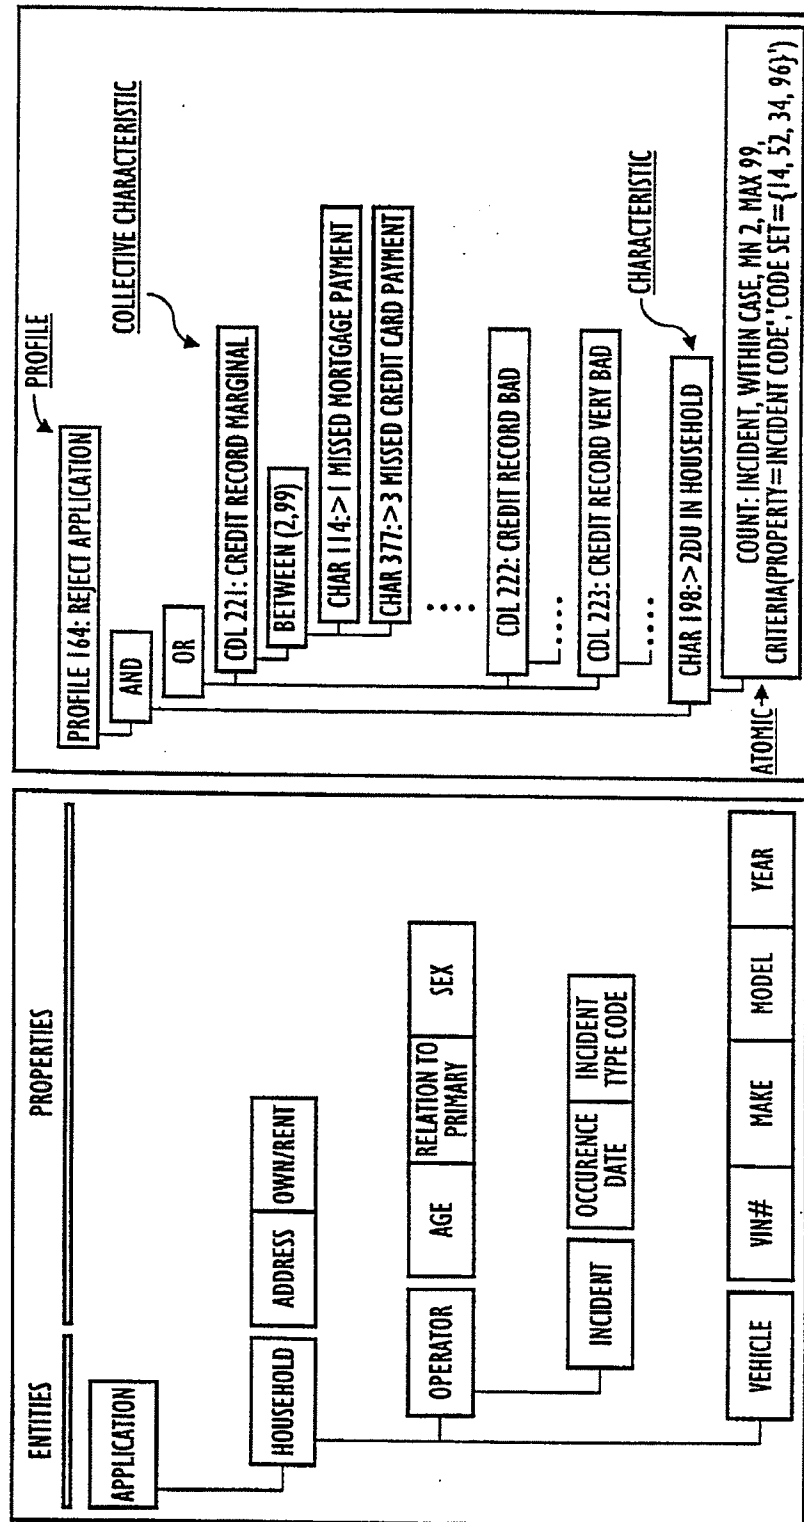 ENTITIES
PROPERTIES
APPLICATION
HOUSEHOLD
ADDRESS
OWN/RENT
OPERATOR
AGE
RELATION TO
PRIMARY
SEX
INCIDENT
OCCURENCE
DATE
INCIDENT
TYPE CODE
VEHICLE
VIN#
MAKE
MODEL
YEAR
PROFILE
PROFILE 164: REJECT APPLICATION
AND
OR
COLLECTIVE CHARACTERISTIC
CDL 221: CREDIT RECORD MARGINAL
BETWEEN (2,99)
CHAR 114:>1 MISSED MORTGAGE PAYMENT
CHAR 377:>3 MISSED CREDIT CARD PAYMENT
....
CDL 222: CREDIT RECORD BAD
....
CDL 223: CREDIT RECORD VERY BAD
....
CHARACTERISTIC
CHAR 198:>2DU IN HOUSEHOLD
ATOMIC
COUNT: INCIDENT, WITHIN CASE, MN 2, MAX 99,
CRITERIA(PROPERTY=INCIDENT CODE','CODE SET={14, 52, 34, 96}')